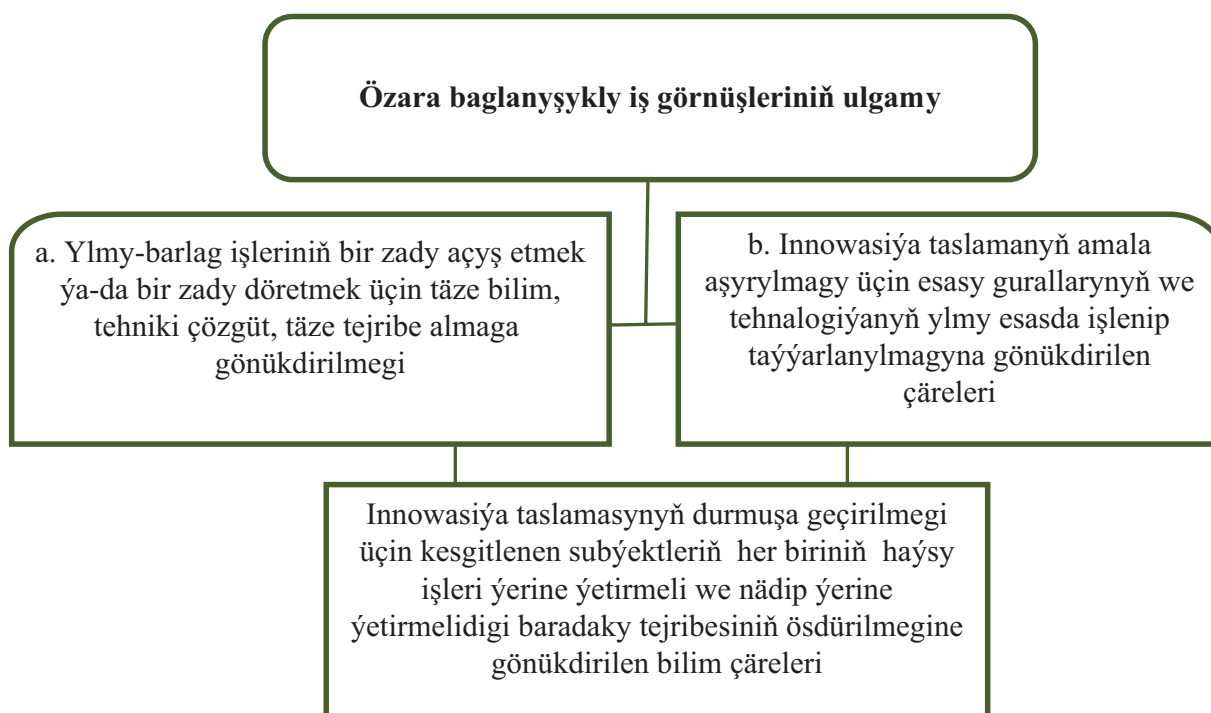 Özara baglanyşykly iş görnüşleriniň ulgamy
a. Ylmy-barlag işleriniň bir zady açyş etmek
ýa-da bir zady döretmek üçin täze bilim,
tehniki çözgüt, täze tejribe almaga
gönükdirilmegi
b. Innowasiýa taslamanyň amala
aşyrylmagy üçin esasy gurallarynyň we
tehnalogiýanyň ylmy esasda işlenip
taýýarlanylmagyna gönükdirilen
çäreleri
Innowasiýa taslamasynyň durmuşa geçirilmegi
üçin kesgitlenen subýektleriň her biriniň haýsy
işleri ýerine ýetirmeli we nädip ýerine
ýetirmelidigi baradaky tejribesiniň ösdürilmegine
gönükdirilen bilim çäreleri